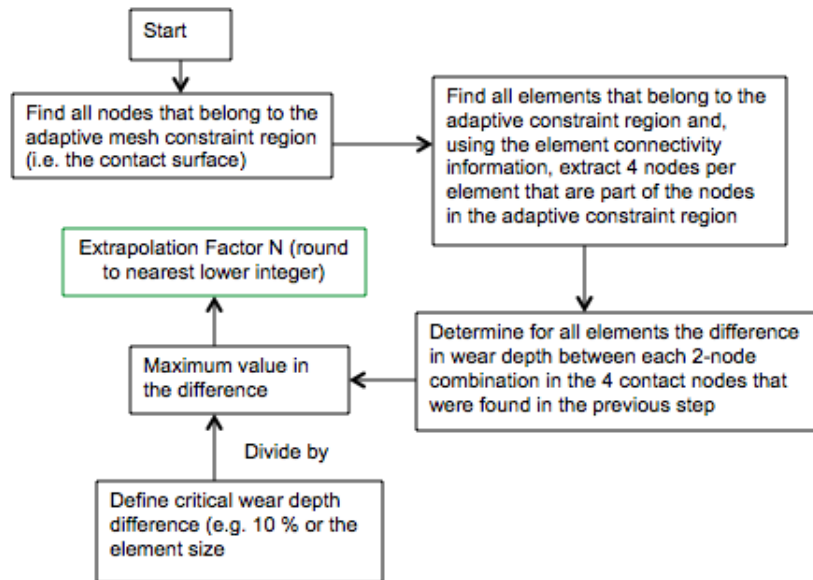 Start
Find all nodes that belong to the
adaptive mesh constraint region
(i.e. the contact surface)
Find all elements that belong to the
adaptive constraint region and,
using the element connectivity
information, extract 4 nodes per
element that are part of the nodes
in the adaptive constraint region
Determine for all elements the difference
in wear depth between each 2-node
combination in the 4 contact nodes that
were found in the previous step
Maximum value in
the difference
Extrapolation Factor N (round
to nearest lower integer)
Divide by
Define critical wear depth
difference (e.g. 10 % or the
element size